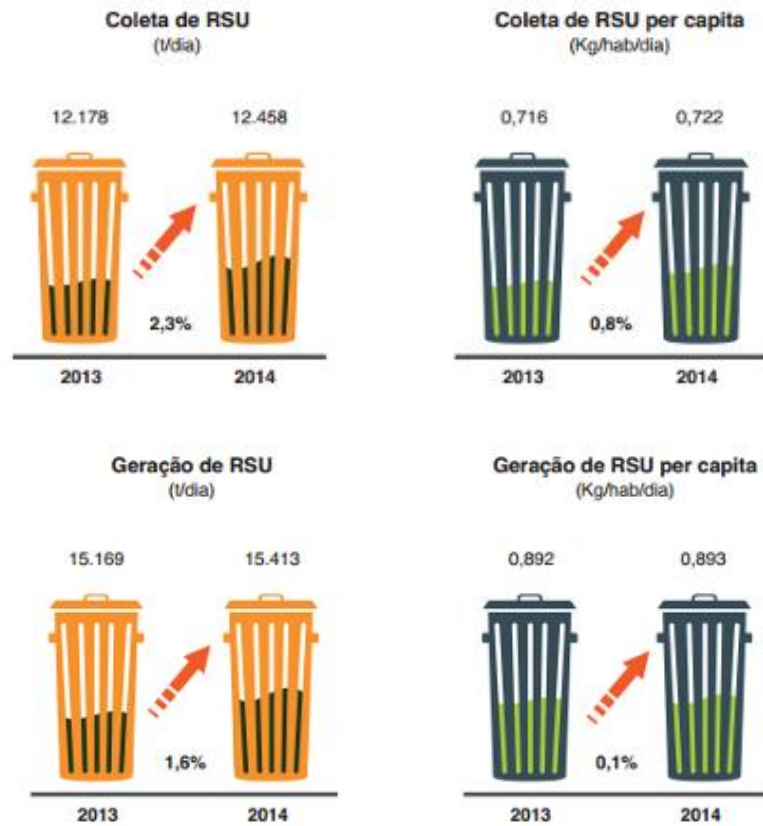 Coleta de RSU
(t/dia)
12.178
12.458
2,3%
2013
2014
Coleta de RSU per capita
(Kg/hab/dia)
0,716
0,722
0,8%
2013
2014
Geração de RSU
(t/dia)
15.169
15.413
1,6%
2013
2014
Geração de RSU per capita
(Kg/hab/dia)
0,892
0,893
0,1%
2013
2014